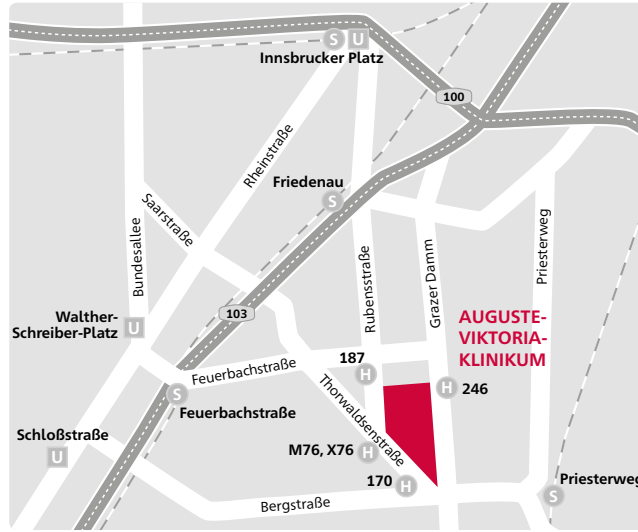 S U
Innsbrucker Platz
100
Rheinstraße
Friedenau
S
Saarstraße
Bundesallee
Priesterweg
Rubensstraße
Grazer Damm
103
Walther-
Schreiber-Platz
U
AUGUSTE-
VIKTORIA-
KLINIKUM
187
H
Feuerbachstraße
H 246
S
Feuerbachstraße
Thorwaldsenstraße
Schloßstraße
U
M76, X76
H
170
H
Bergstraße
Priesterweg
S